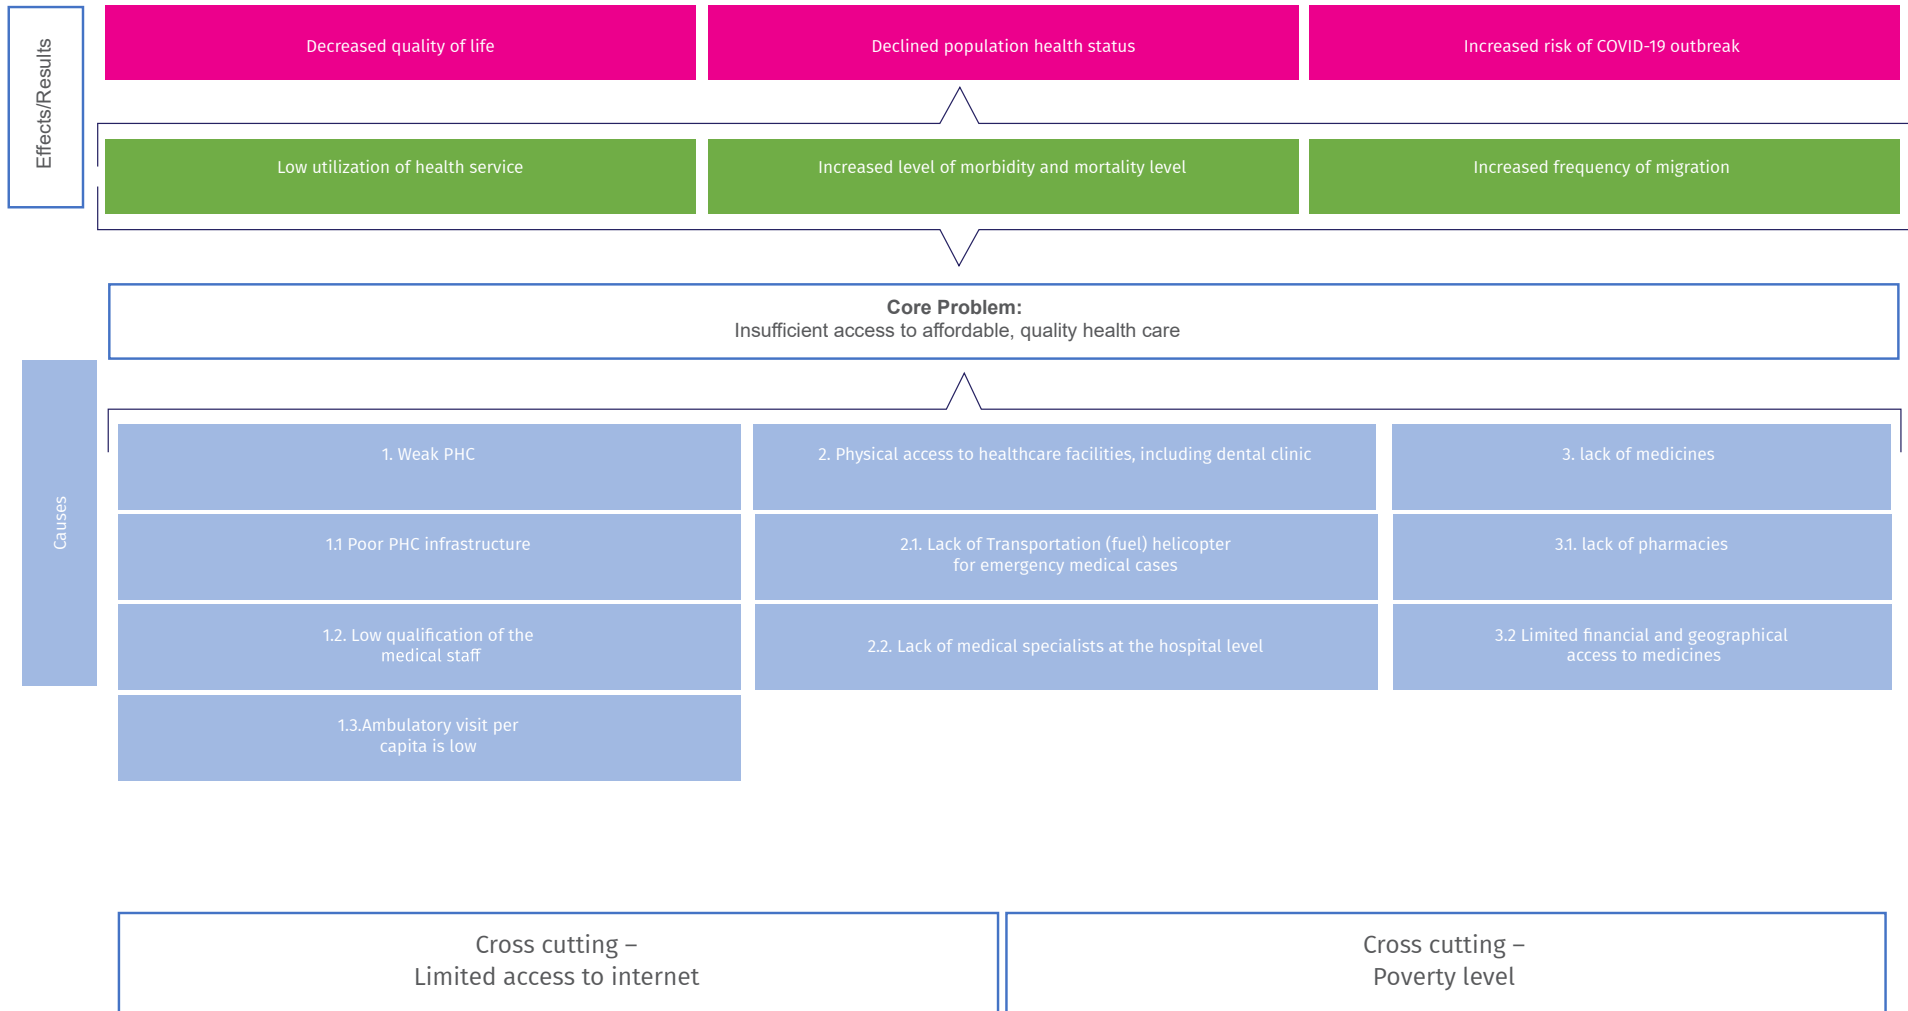 Effects/Results
Decreased quality of life
Declined population health status
Increased risk of COVID-19 outbreak
Low utilization of health service
Increased level of morbidity and mortality level
Increased frequency of migration
Core Problem:
Insufficient access to affordable, quality health care
Causes
1. Weak PHC
2. Physical access to healthcare facilities, including dental clinic
3. lack of medicines
1.1 Poor PHC infrastructure
2.1. Lack of Transportation (fuel) helicopter
for emergency medical cases
3.1. lack of pharmacies
1.2. Low qualification of the
medical staff
2.2. Lack of medical specialists at the hospital level
3.2 Limited financial and geographical
access to medicines
1.3.Ambulatory visit per
capita is low
Cross cutting –
Limited access to internet
Cross cutting –
Poverty level